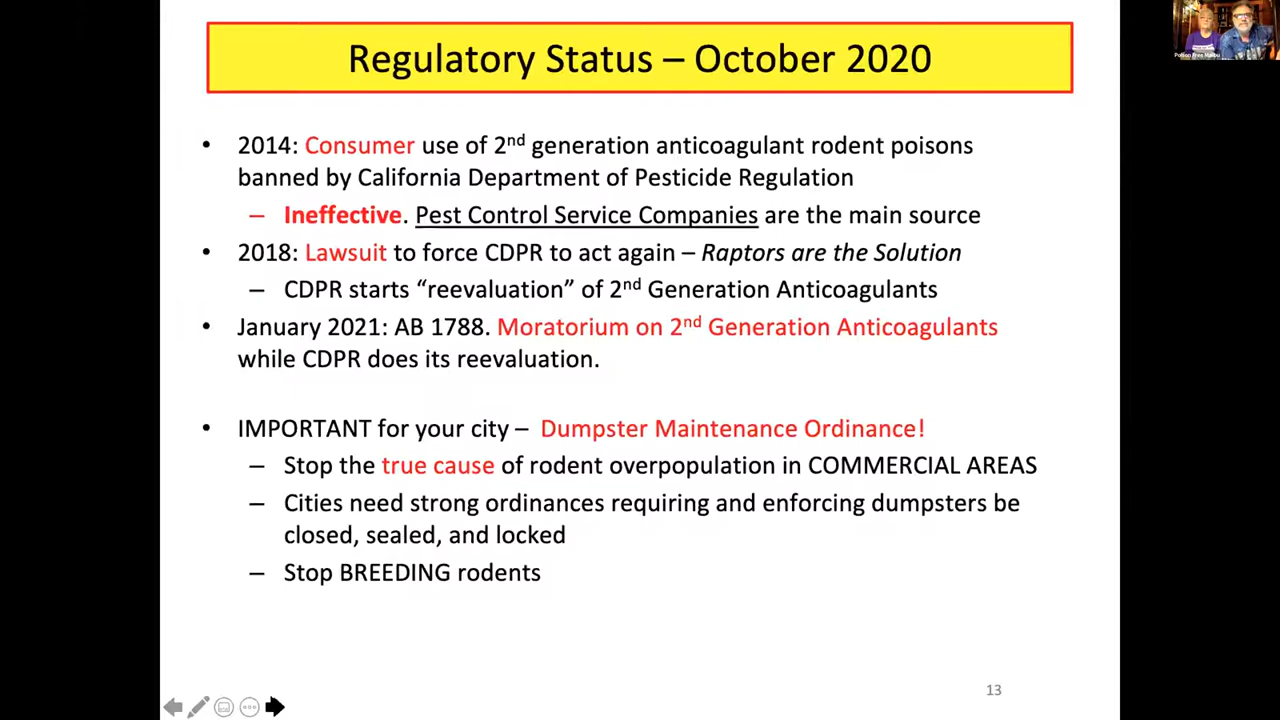 Regulatory Status – October 2020
Poison Free Malibu
• 2014: Consumer use of 2nd generation anticoagulant rodent poisons
banned by California Department of Pesticide Regulation
– Ineffective. Pest Control Service Companies are the main source
• 2018: Lawsuit to force CDPR to act again – Raptors are the Solution
– CDPR starts “reevaluation” of 2nd Generation Anticoagulants
• January 2021: AB 1788. Moratorium on 2nd Generation Anticoagulants
while CDPR does its reevaluation.
• IMPORTANT for your city – Dumpster Maintenance Ordinance!
– Stop the true cause of rodent overpopulation in COMMERCIAL AREAS
– Cities need strong ordinances requiring and enforcing dumpsters be
closed, sealed, and locked
– Stop BREEDING rodents
13